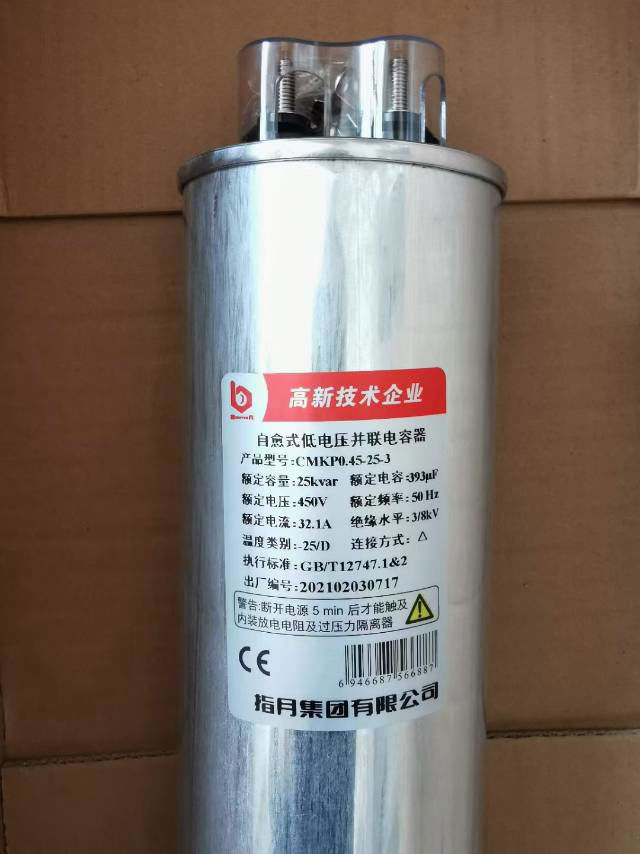 高新技术企业
自愈式低电压并联电容器
产品型号:CMKP0.45-25-3
额定容量:25kvar 额定电容:393μF
额定电压:450V 额定频率:50Hz
额定电流:32.1A 绝缘水平:3/8kV
温度类别:-25/D 连接方式:△
执行标准:GB/T12747.1&2
出厂编号:202102030717
警告:断开电源 5 min 后才能触及
内装放电电阻及过压力隔离器
CE
6 946687 566887
指月集团有限公司